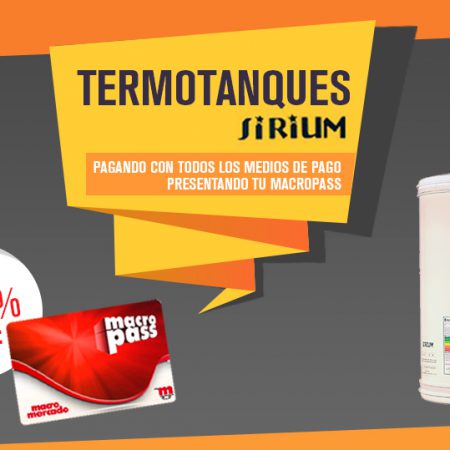 TERMOTANQUES
SIRIUM
PAGANDO CON TODOS LOS MEDIOS DE PAGO
PRESENTANDO TU MACROPASS
%
macro
pass
macro
mercado
SIRIUM